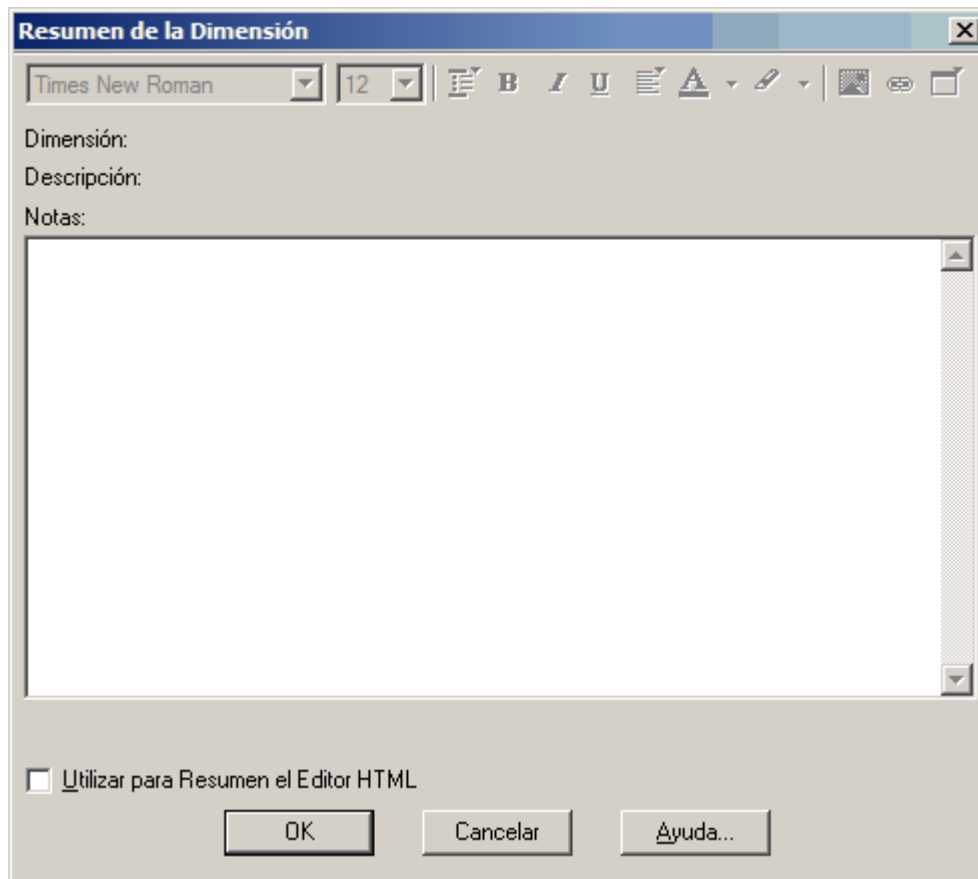 Resumen de la Dimensión
Times New Roman 12 B I U A
Dimensión:
Descripción:
Notas:
Utilizar para Resumen el Editor HTML
OK Cancelar Ayuda...